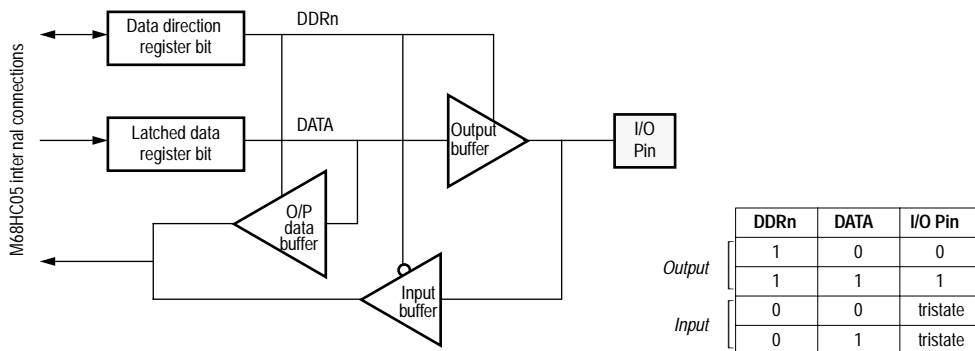 M68HC05 internal connections
Data direction
register bit
DDRn
Latched data
register bit
DATA
Output
buffer
I/O
Pin
O/P
data
buffer
Input
buffer
DDRn DATA I/O Pin
Output
1 0 0
1 1 1
Input
0 0 tristate
0 1 tristate